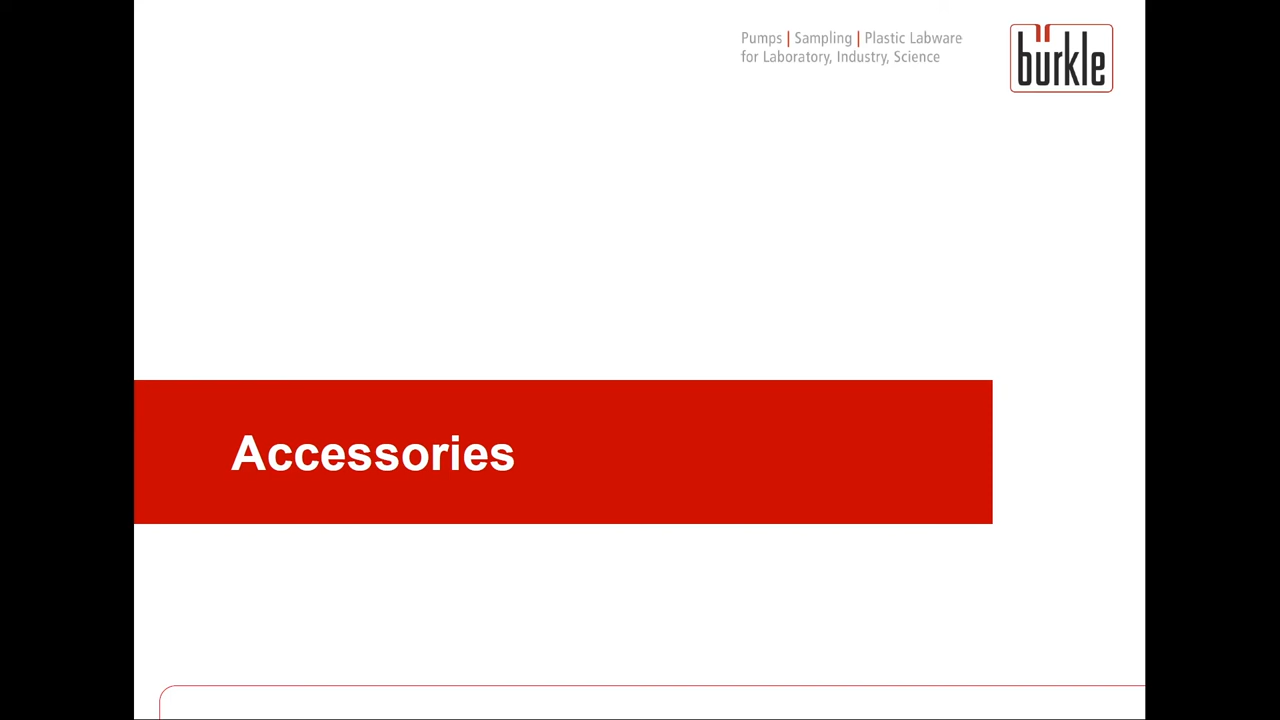 Pumps | Sampling | Plastic Labware
for Laboratory, Industry, Science
bürkle
Accessories